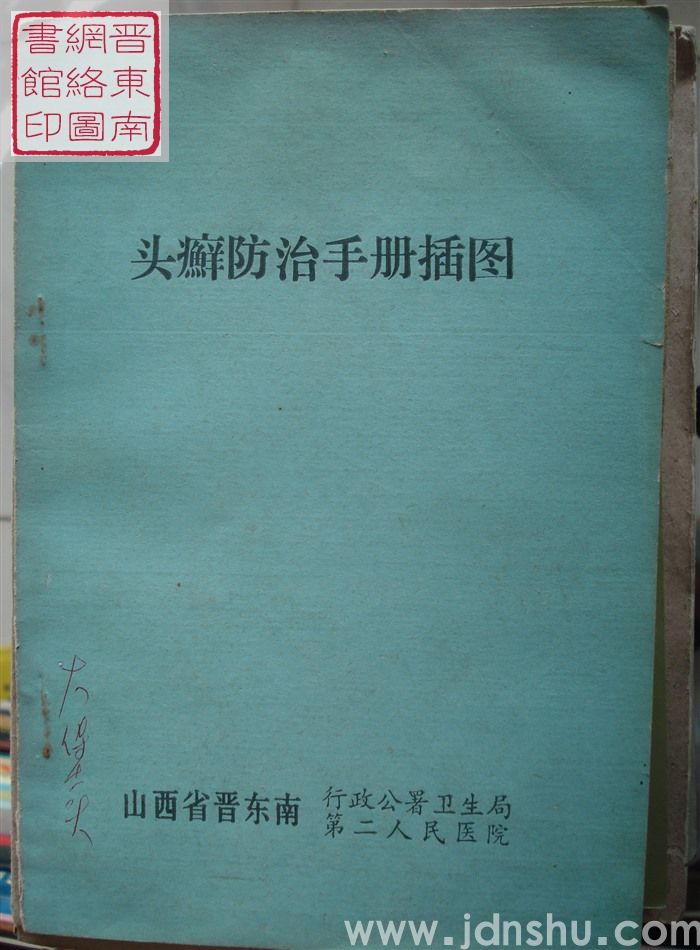 晋東南
網絡圖
書館印
头癣防治手册插图
山西省晋东南 行政公署卫生局
第二人民医院
www.jdnshu.com